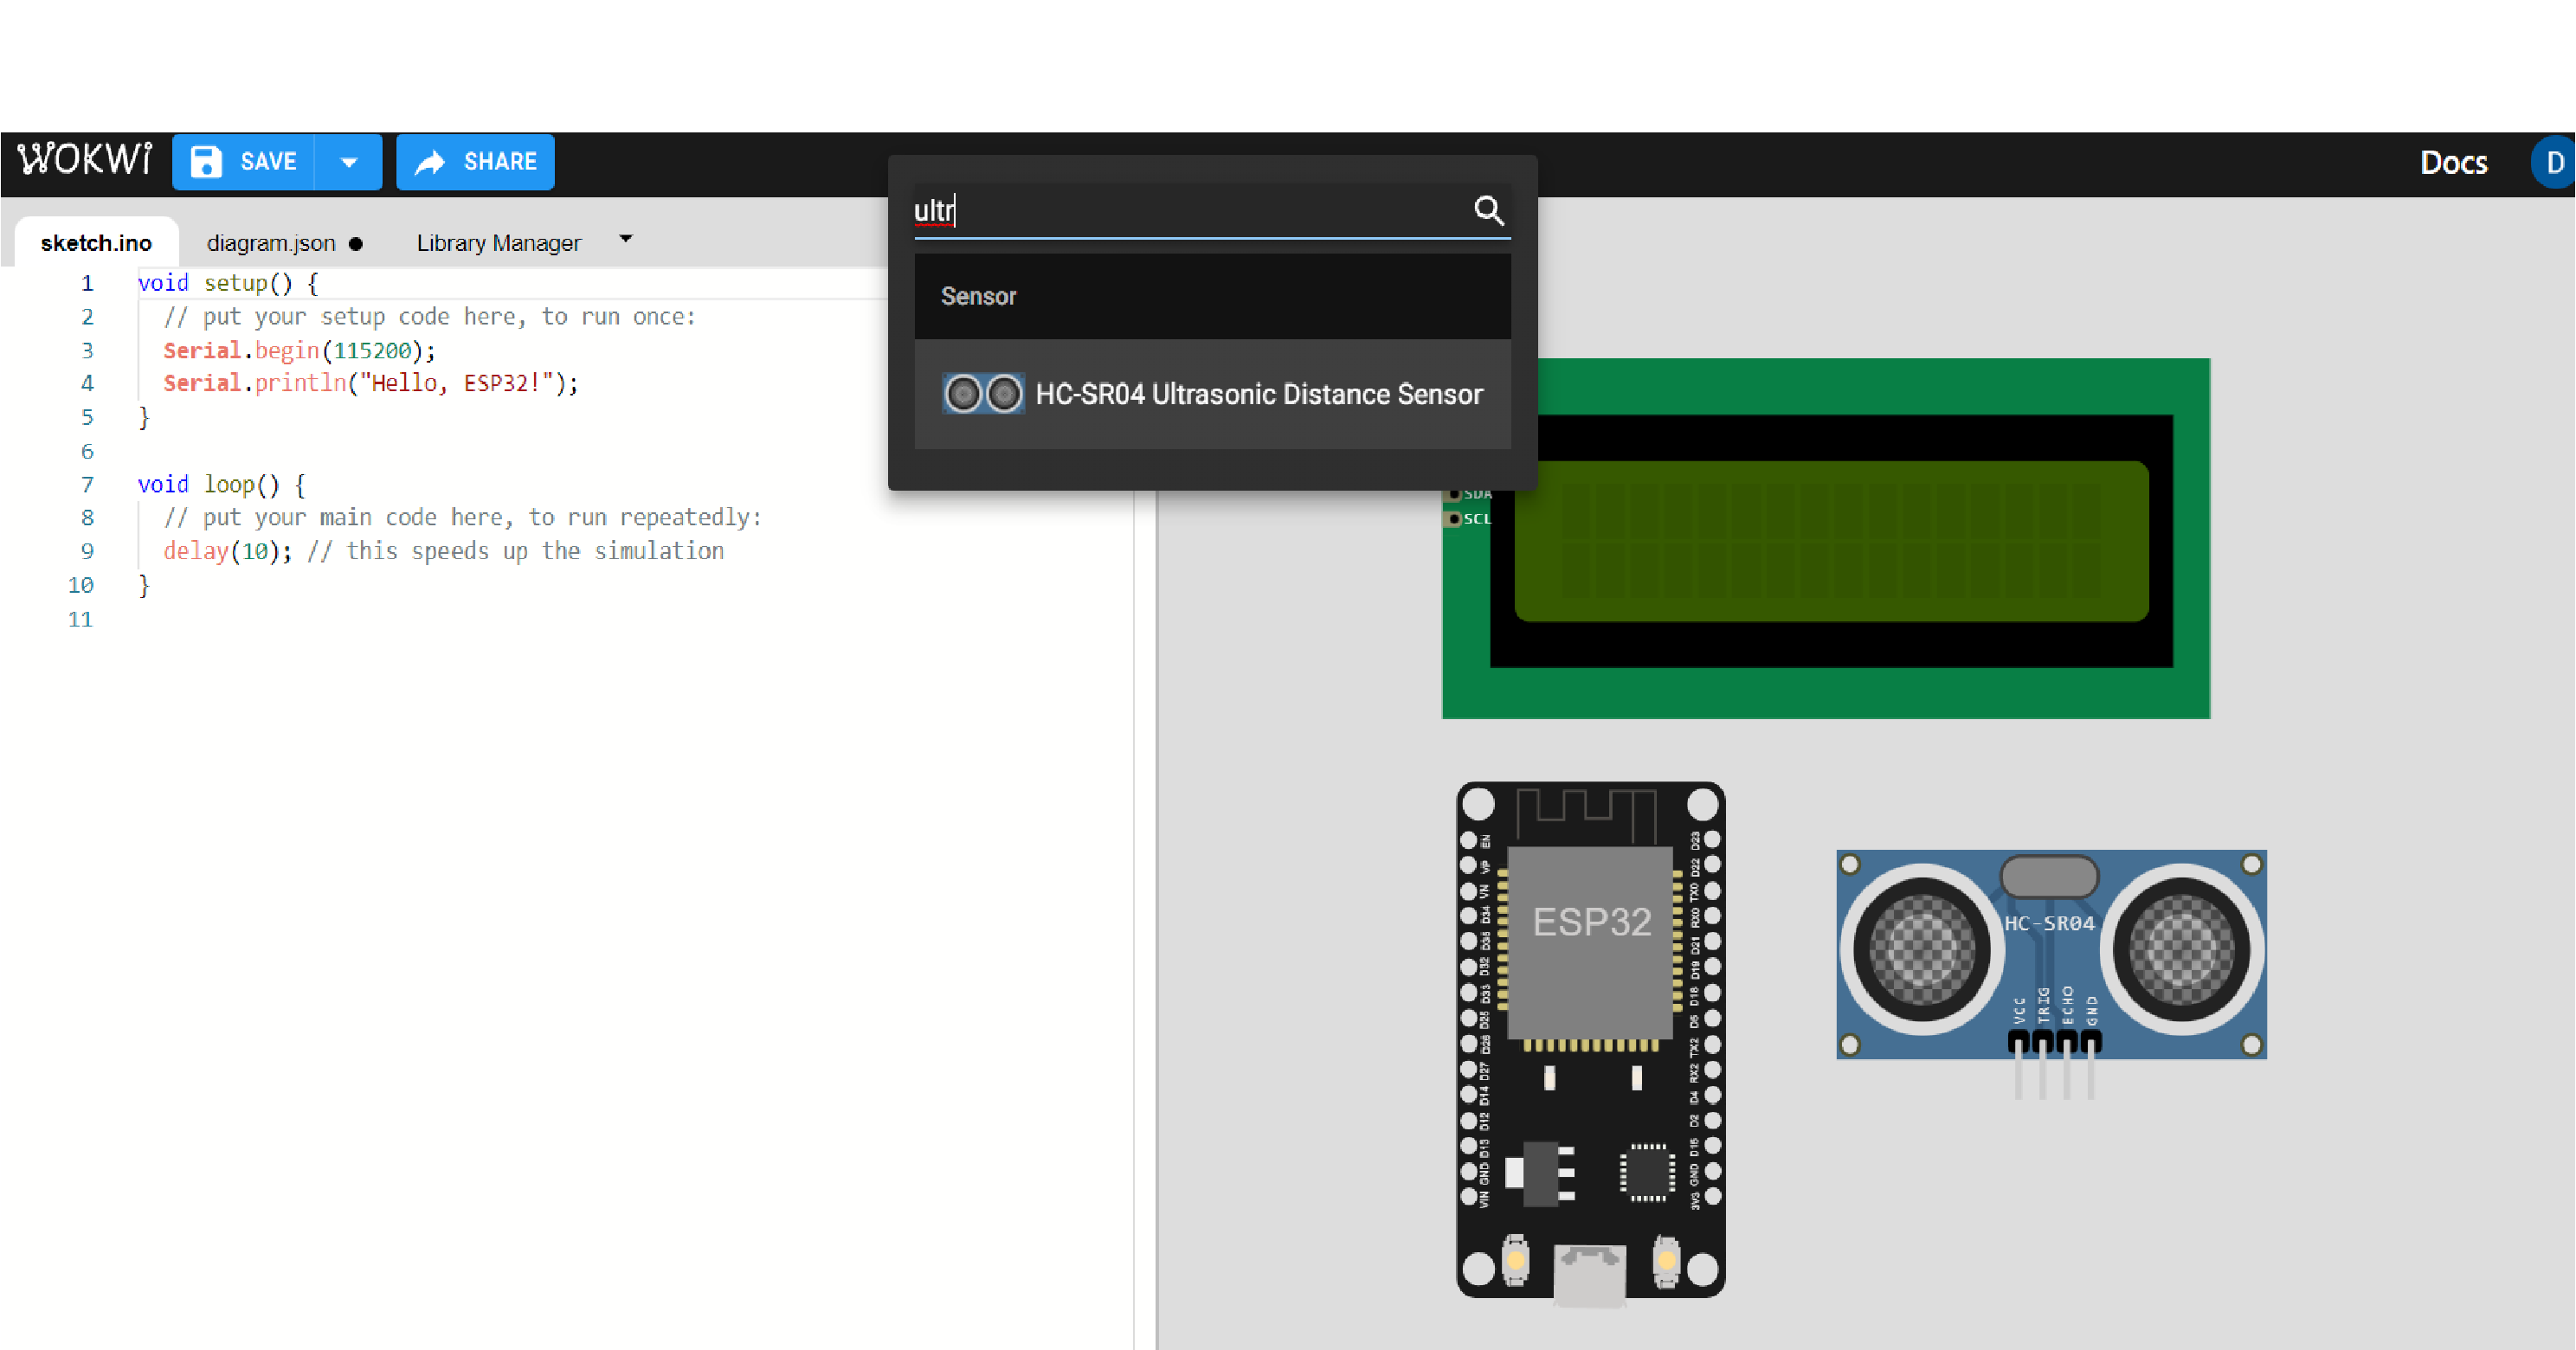 WOKWI SAVE SHARE Docs D
ultr
Sensor
HC-SR04 Ultrasonic Distance Sensor
sketch.ino diagram.json ● Library Manager
1 void setup() {
2 // put your setup code here, to run once:
3 Serial.begin(115200);
4 Serial.println("Hello, ESP32!");
5 }
6
7 void loop() {
8 // put your main code here, to run repeatedly:
9 delay(10); // this speeds up the simulation
10 }
11
SDA
SCL
ESP32
EN
VP
VN
D34
D35
D32
D33
D25
D26
D27
D14
D12
D13
GND
VIN
D23
D22
TX0
RX0
D21
D19
D18
D5
TX2
RX2
D4
D2
D15
GND
3V3
HC-SR04
VCC
TRIG
ECHO
GND